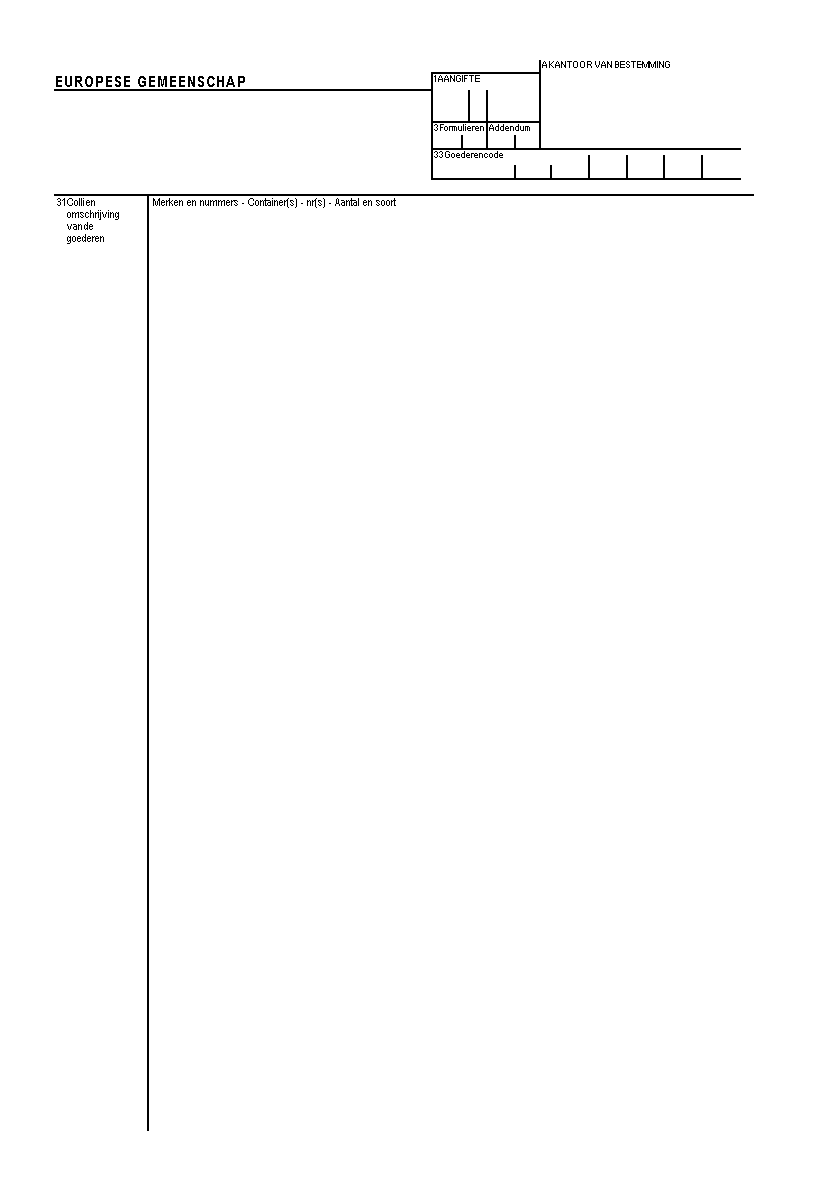 A KANTOOR VAN BESTEMMING
EUROPESE GEMEENSCHAP
1 AANGIFTE
3 Formulieren Addendum
33 Goederencode
31 Collien omschrijving van de goederen
Merken en nummers - Container(s) - nr(s) - Aantal en soort